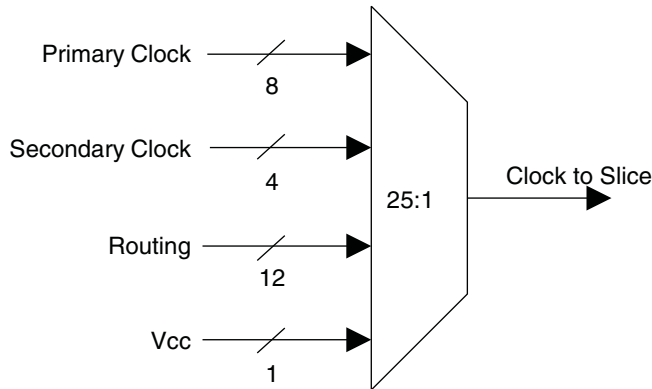 Primary Clock
8
Secondary Clock
4
Routing
12
Vcc
1
25:1
Clock to Slice